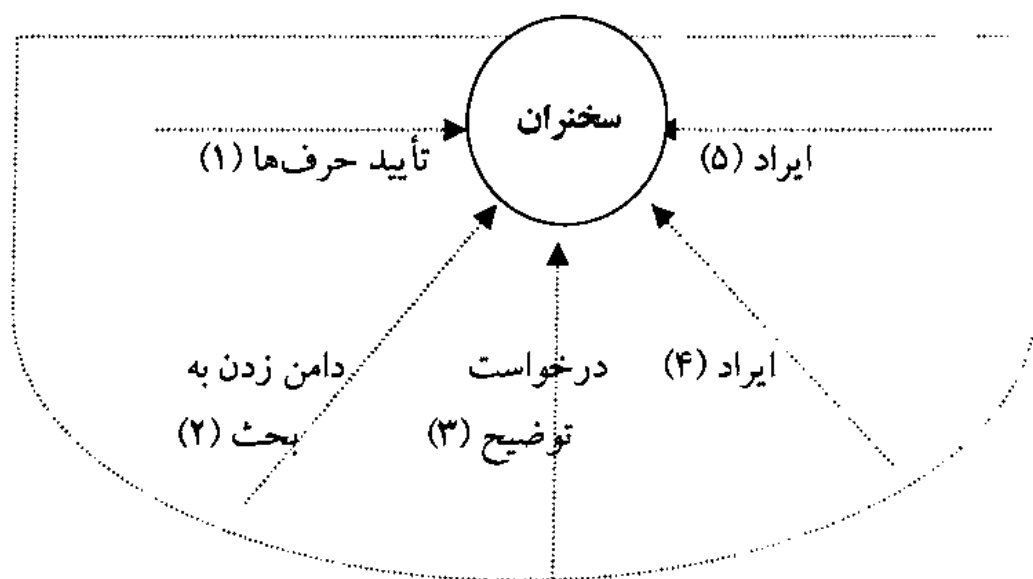 سخنران
ایراد (۵)
تأیید حرف‌ها (۱)
ایراد (۴)
درخواست
توضیح (۳)
دامن زدن به
بحث (۲)